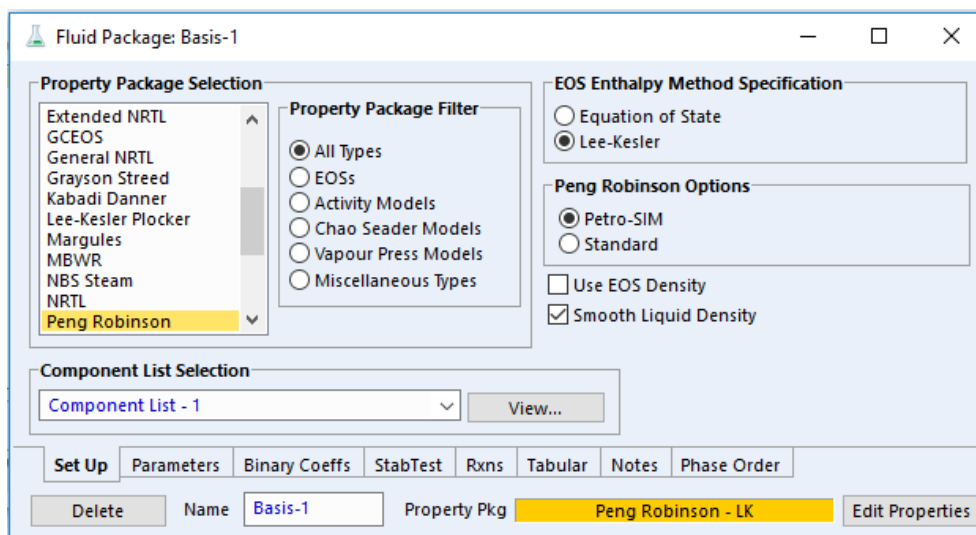 Fluid Package: Basis-1
Property Package Selection
Extended NRTL
GCEOS
General NRTL
Grayson Streed
Kabadi Danner
Lee-Kesler Plocker
Margules
MBWR
NBS Steam
NRTL
Peng Robinson
Property Package Filter
All Types
EOSs
Activity Models
Chao Seader Models
Vapour Press Models
Miscellaneous Types
EOS Enthalpy Method Specification
Equation of State
Lee-Kesler
Peng Robinson Options
Petro-SIM
Standard
Use EOS Density
Smooth Liquid Density
Component List Selection
Component List - 1
View...
Set Up Parameters Binary Coeffs StabTest Rxns Tabular Notes Phase Order
Delete Name Basis-1 Property Pkg Peng Robinson - LK Edit Properties